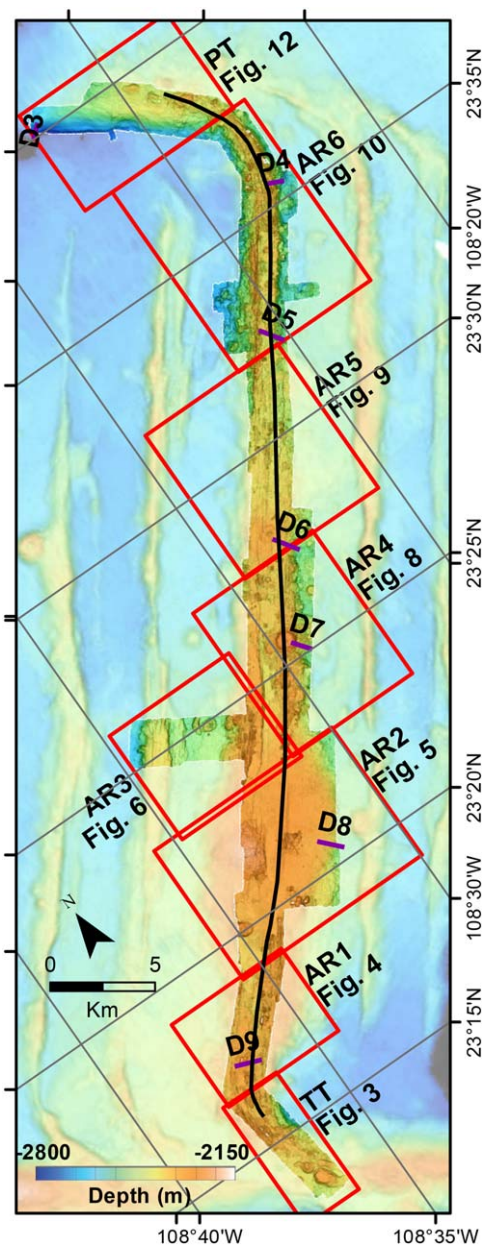 PT
Fig. 12
23°35'N
D3
D4
AR6
Fig. 10
108°20'W
23°30'N
D5
AR5
Fig. 9
D6
23°25'N
AR4
Fig. 8
D7
AR2
Fig. 5
23°20'N
AR3
Fig. 6
D8
108°30'W
N
0 5
Km
AR1
Fig. 4
23°15'N
D9
TT
Fig. 3
-2800 -2150
Depth (m)
108°40'W 108°35'W